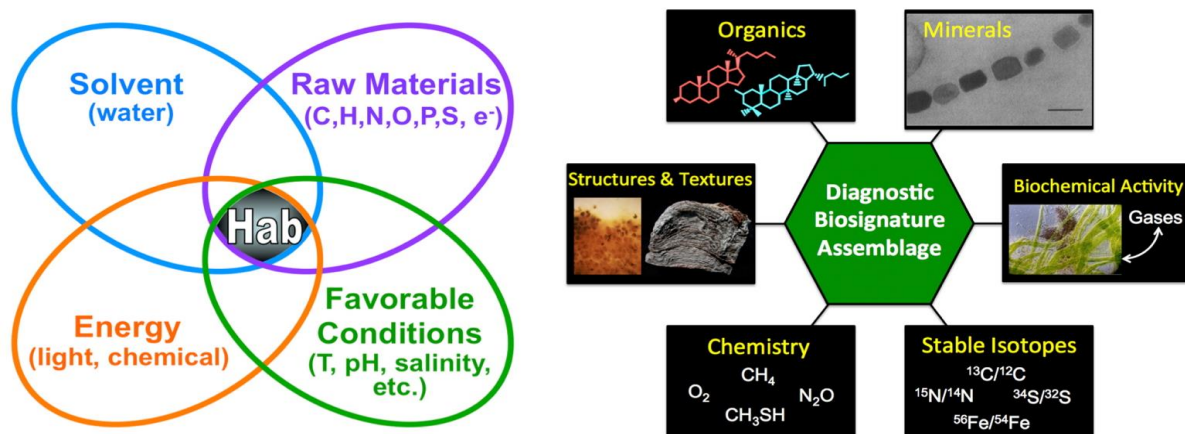 Solvent
(water)
Raw Materials
(C,H,N,O,P,S, e⁻)
Hab
Energy
(light, chemical)
Favorable
Conditions
(T, pH, salinity,
etc.)
Organics
Minerals
Structures & Textures
Diagnostic
Biosignature
Assemblage
Biochemical Activity
Gases
Chemistry
CH₄
O₂
N₂O
CH₃SH
Stable Isotopes
¹³C/¹²C
¹⁵N/¹⁴N ³⁴S/³²S
⁵⁶Fe/⁵⁴Fe